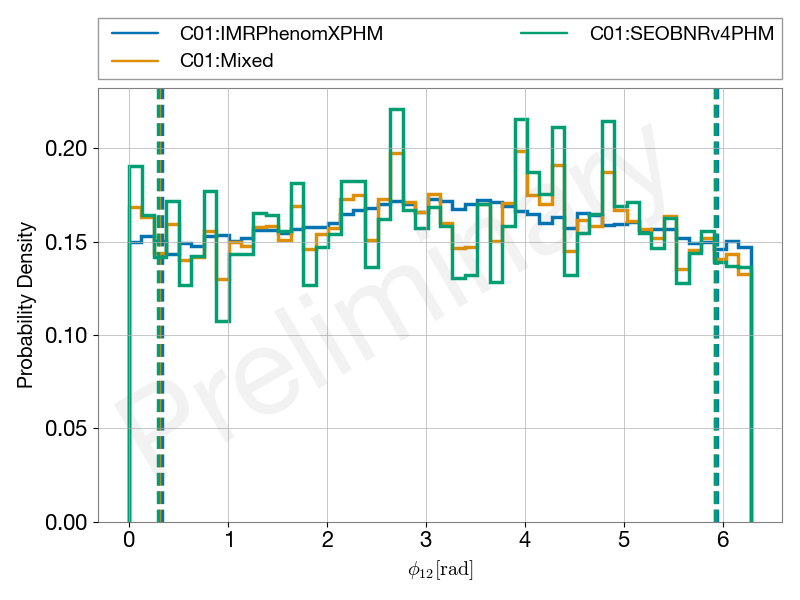 C01:IMRPhenomXPHM
C01:Mixed
C01:SEOBNRv4PHM
Probability Density
0.20
0.15
0.10
0.05
0.00
Preliminary
0 1 2 3 4 5 6
ϕ₁₂[rad]